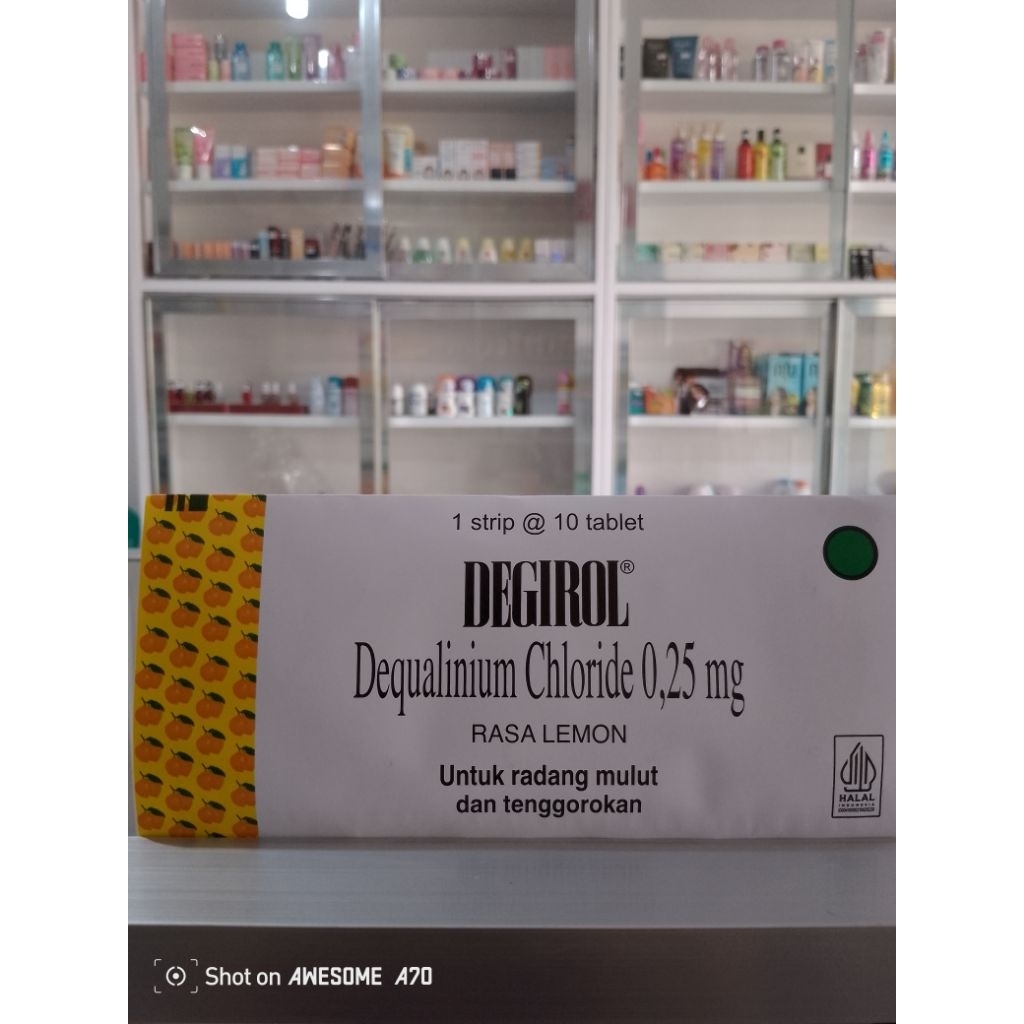 1 strip @ 10 tablet
DEGIROL®
Dequalinium Chloride 0,25 mg
RASA LEMON
Untuk radang mulut
dan tenggorokan
HALAL
INDONESIA
Shot on AWESOME A70